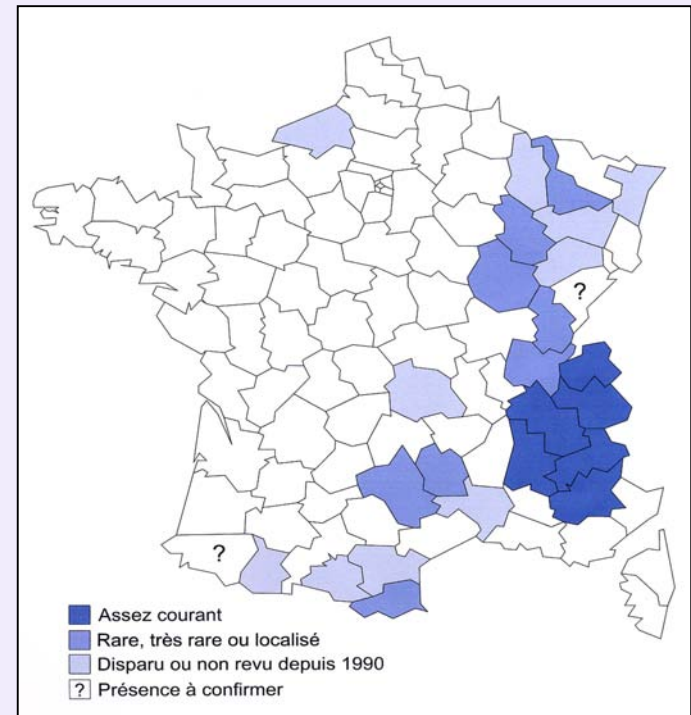 ?
?
Assez courant
Rare, très rare ou localisé
Disparu ou non revu depuis 1990
? Présence à confirmer